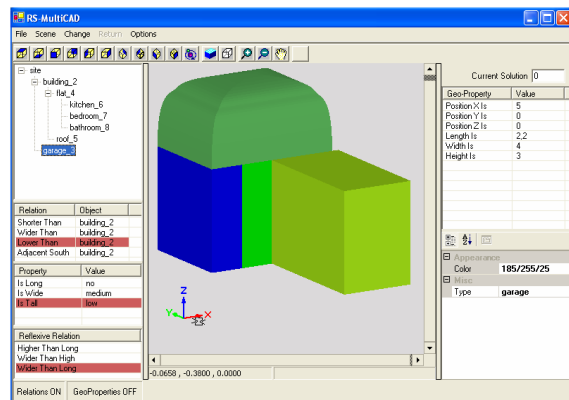 RS-MultiCAD
File Scene Change Return Options
site
building_2
flat_4
kitchen_6
bedroom_7
bathroom_8
roof_5
garage_3
Relation Object
Shorter Than building_2
Wider Than building_2
Lower Than building_2
Adjacent South building_2
Property Value
Is Long no
Is Wide medium
Is Tall low
Reflexive Relation
Higher Than Long
Wider Than High
Wider Than Long
Z
Y
X
-0.0658 , -0.3800 , 0.0000
Current Solution 0
Geo-Property Value
Position X Is 5
Position Y Is 0
Position Z Is 0
Length Is 2,2
Width Is 4
Height Is 3
Appearance
Color 185/255/25
Misc
Type garage
Relations ON GeoProperties OFF